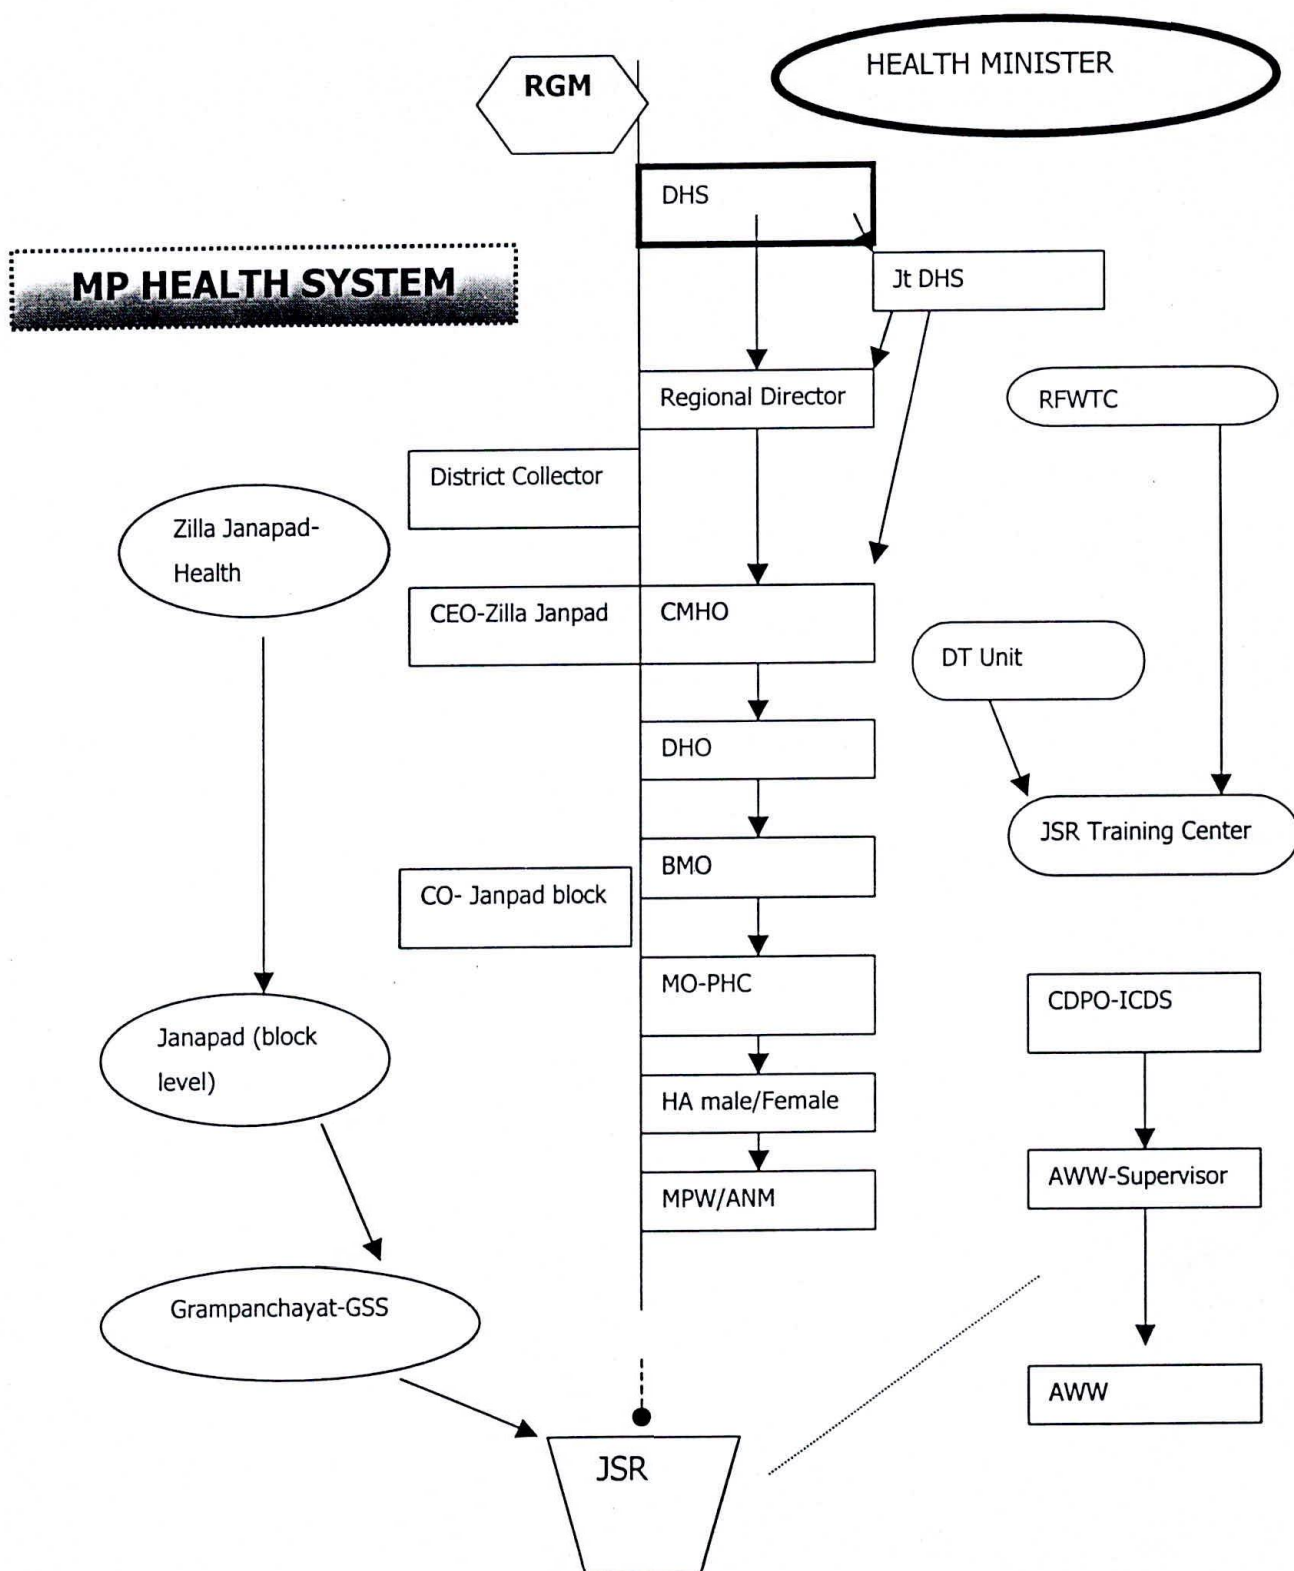 HEALTH MINISTER
RGM
DHS
MP HEALTH SYSTEM
Jt DHS
Regional Director
RFWTC
District Collector
Zilla Janapad-
Health
CEO-Zilla Janpad
CMHO
DT Unit
DHO
JSR Training Center
BMO
CO- Janpad block
MO-PHC
CDPO-ICDS
Janapad (block
level)
HA male/Female
AWW-Supervisor
MPW/ANM
Grampanchayat-GSS
AWW
JSR